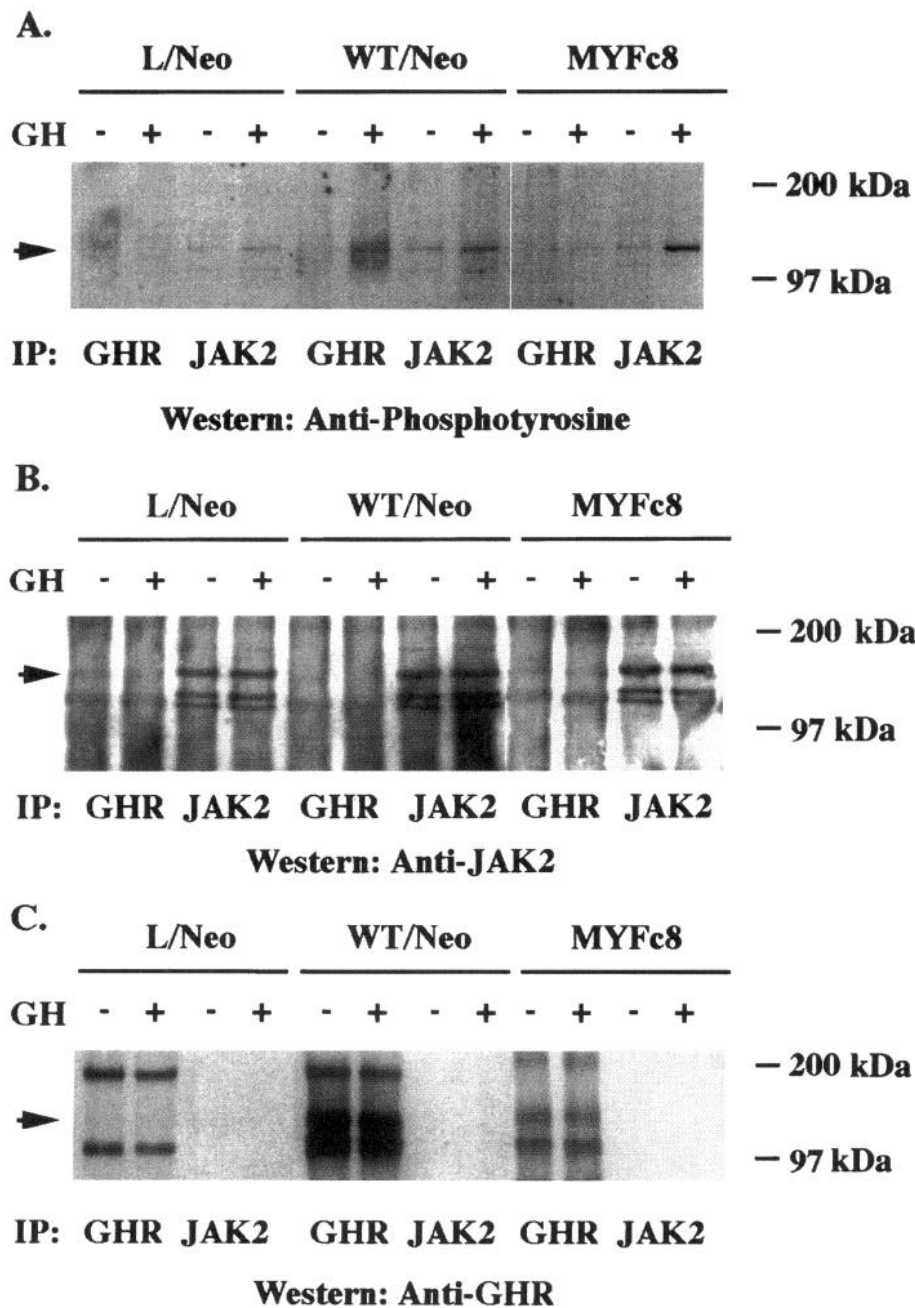 A.
L/Neo WT/Neo MYFc8
GH - + - + - + - + - + - +
200 kDa
97 kDa
IP: GHR JAK2 GHR JAK2 GHR JAK2
Western: Anti-Phosphotyrosine
B.
L/Neo WT/Neo MYFc8
GH - + - + - + - + - + - +
200 kDa
97 kDa
IP: GHR JAK2 GHR JAK2 GHR JAK2
Western: Anti-JAK2
C.
L/Neo WT/Neo MYFc8
GH - + - + - + - + - + - +
200 kDa
97 kDa
IP: GHR JAK2 GHR JAK2 GHR JAK2
Western: Anti-GHR